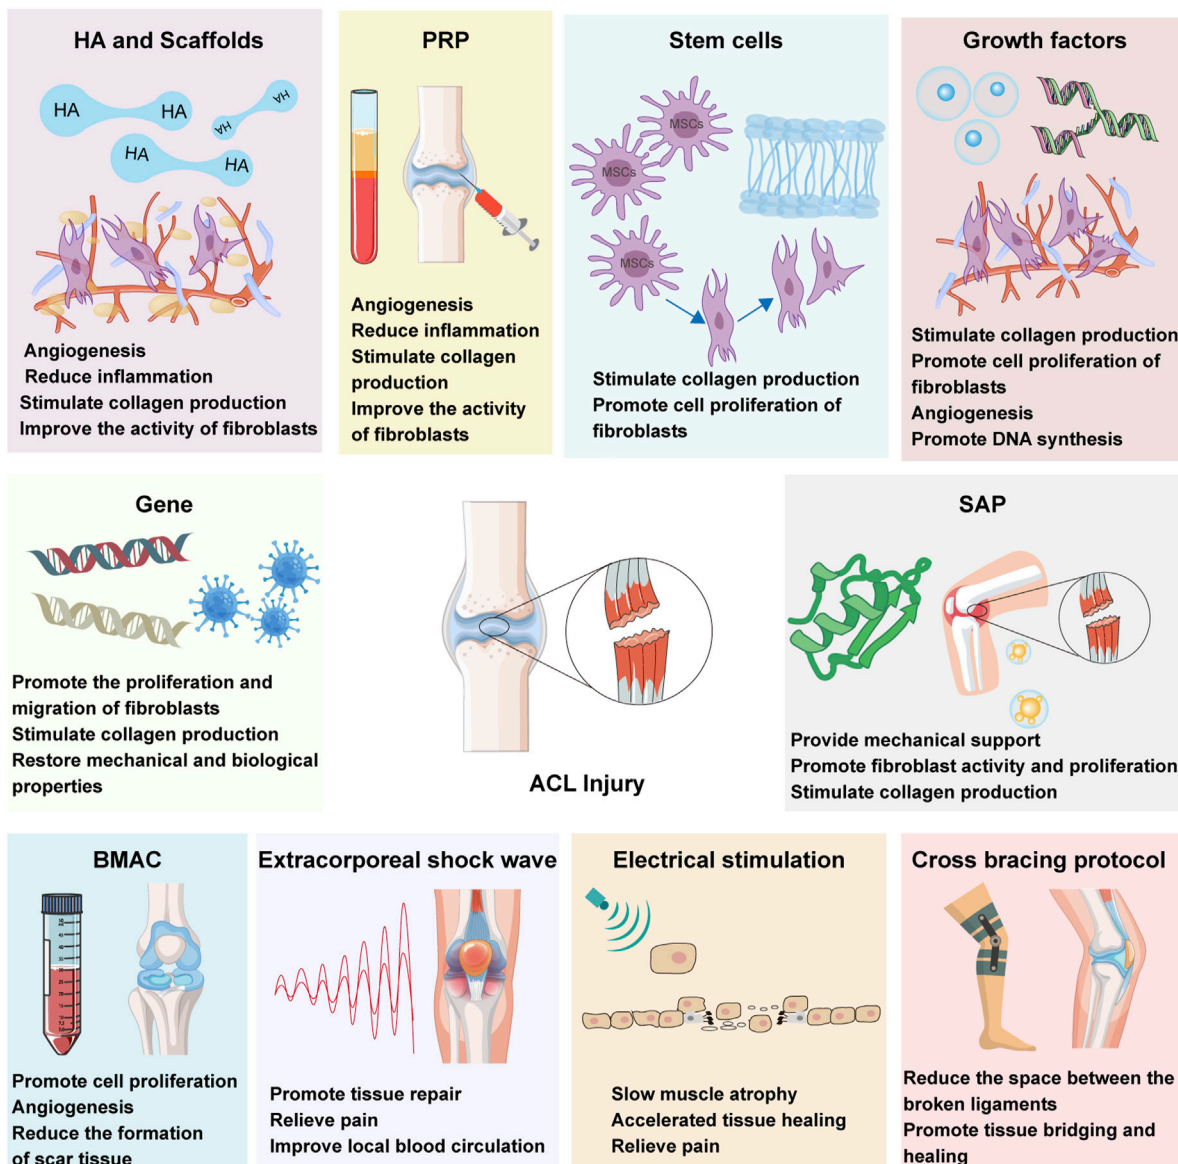 HA and Scaffolds
HA
HA
HA
HA
HA
HA
Angiogenesis
Reduce inflammation
Stimulate collagen production
Improve the activity of fibroblasts
PRP
Angiogenesis
Reduce inflammation
Stimulate collagen
production
Improve the activity
of fibroblasts
Stem cells
MSCs
MSCs
MSCs
Stimulate collagen production
Promote cell proliferation of
fibroblasts
Growth factors
Stimulate collagen production
Promote cell proliferation of
fibroblasts
Angiogenesis
Promote DNA synthesis
Gene
Promote the proliferation and
migration of fibroblasts
Stimulate collagen production
Restore mechanical and biological
properties
ACL Injury
SAP
Provide mechanical support
Promote fibroblast activity and proliferation
Stimulate collagen production
BMAC
Promote cell proliferation
Angiogenesis
Reduce the formation
of scar tissue
Extracorporeal shock wave
Promote tissue repair
Relieve pain
Improve local blood circulation
Electrical stimulation
Slow muscle atrophy
Accelerated tissue healing
Relieve pain
Cross bracing protocol
Reduce the space between the
broken ligaments
Promote tissue bridging and
healing